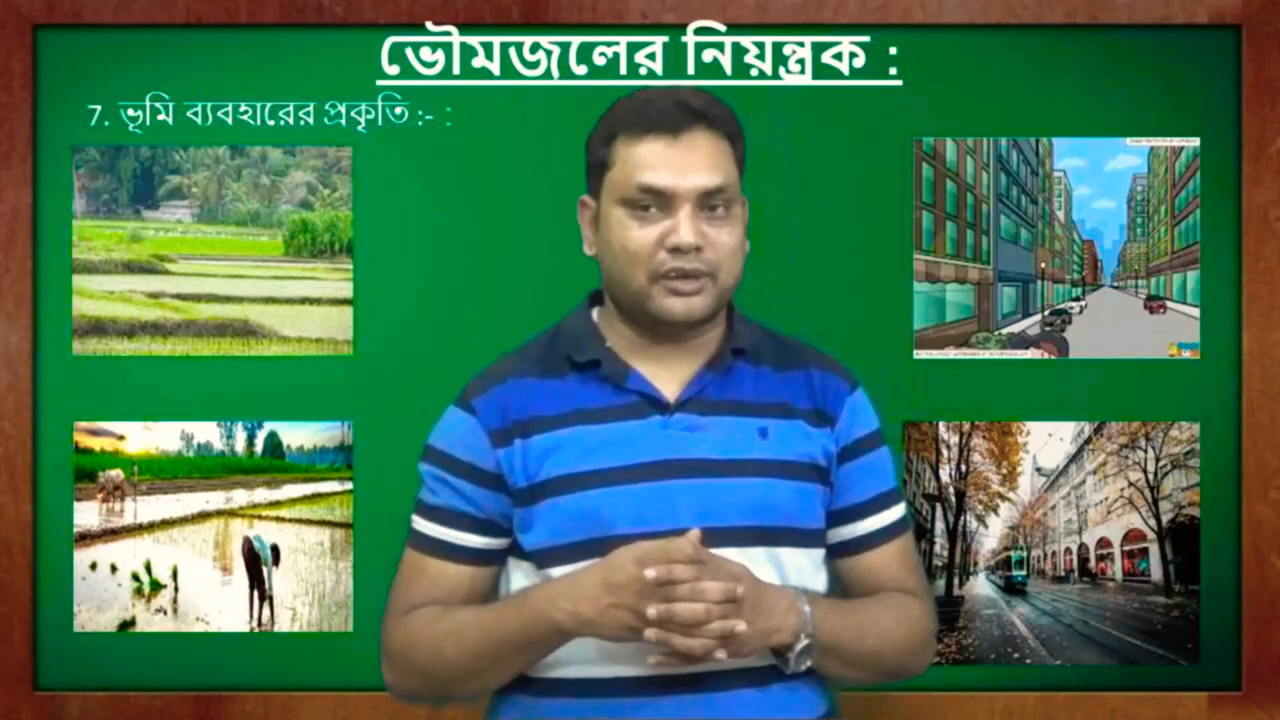 ভৌমজলের নিয়ন্ত্রক :
7. ভূমি ব্যবহারের প্রকৃতি :- :